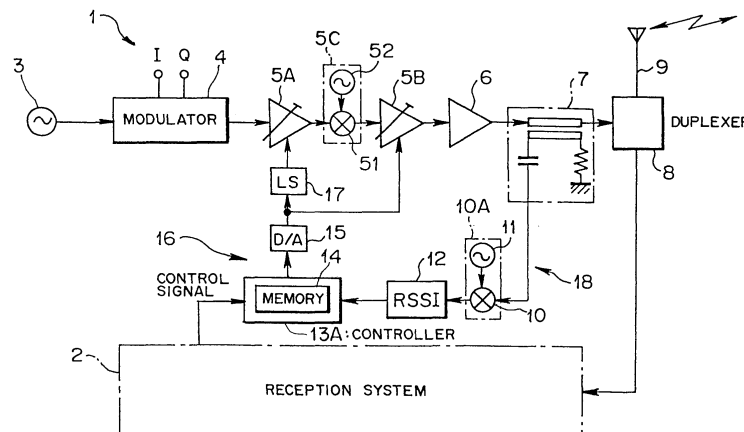 1
I Q
3
4
MODULATOR
5A
5C
52
51
5B
6
7
9
DUPLEXER
8
LS
17
D/A
15
16
14
CONTROL
SIGNAL
MEMORY
13A: CONTROLLER
12
RSSI
10A
11
10
18
2
RECEPTION SYSTEM